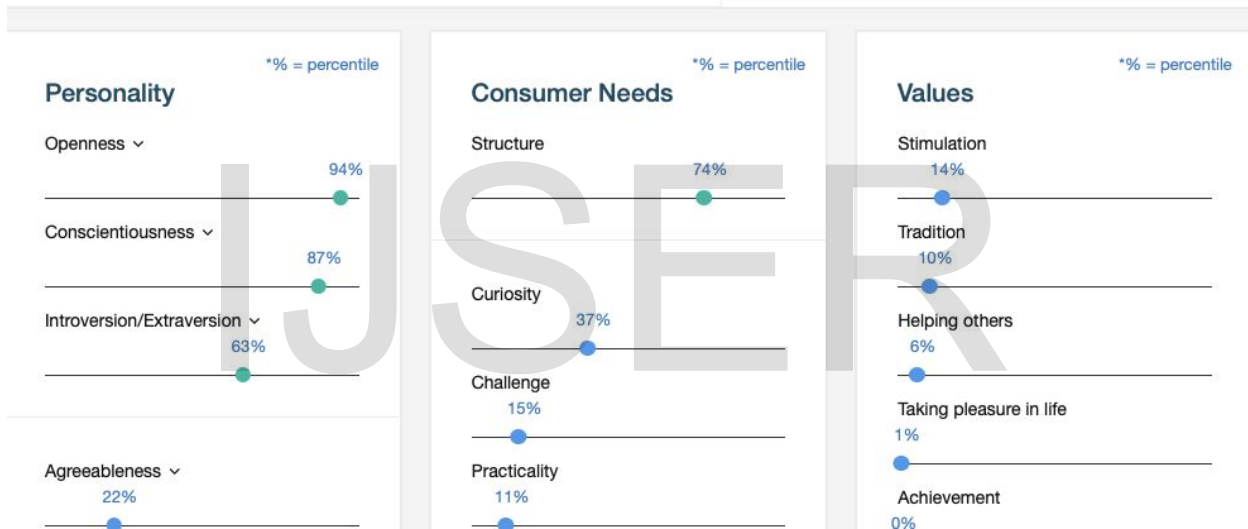 *% = percentile
Personality
Openness
94%
Conscientiousness
87%
Introversion/Extraversion
63%
Agreeableness
22%
*% = percentile
Consumer Needs
Structure
74%
Curiosity
37%
Challenge
15%
Practicality
11%
*% = percentile
Values
Stimulation
14%
Tradition
10%
Helping others
6%
Taking pleasure in life
1%
Achievement
0%
IJSER